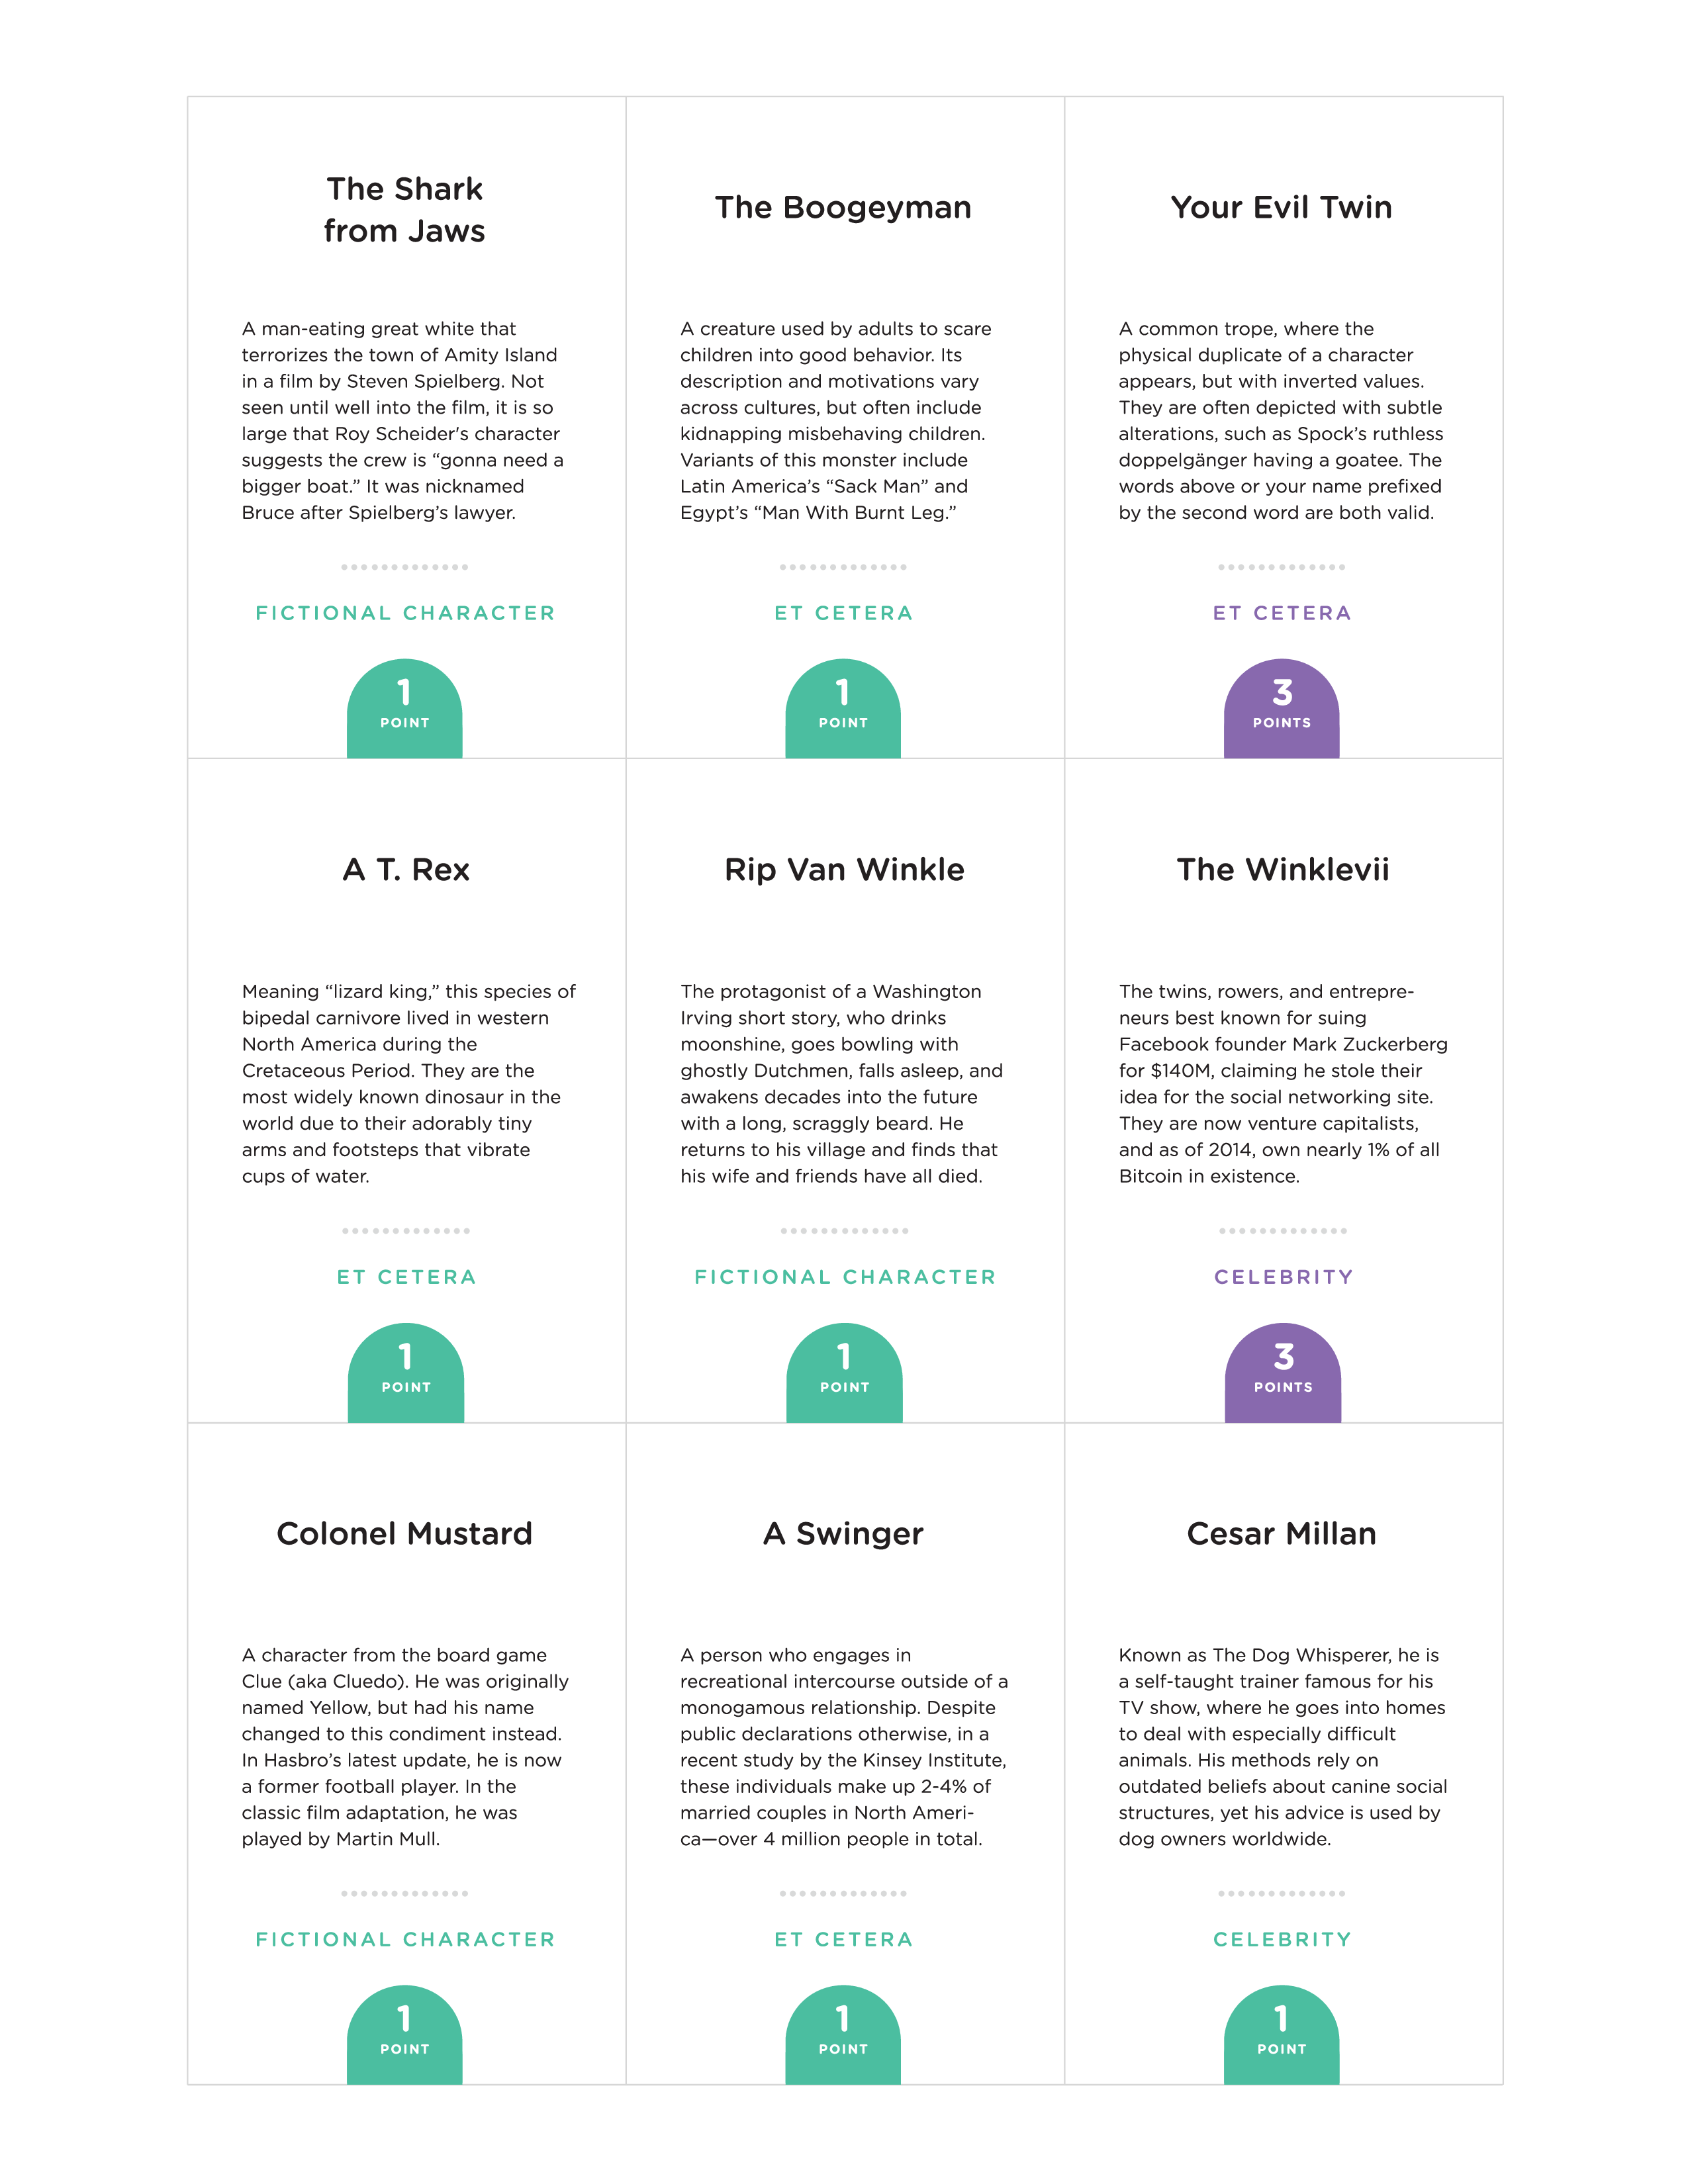 The Shark
from Jaws
A man-eating great white that
terrorizes the town of Amity Island
in a film by Steven Spielberg. Not
seen until well into the film, it is so
large that Roy Scheider's character
suggests the crew is “gonna need a
bigger boat.” It was nicknamed
Bruce after Spielberg’s lawyer.
FICTIONAL CHARACTER
1
POINT
The Boogeyman
A creature used by adults to scare
children into good behavior. Its
description and motivations vary
across cultures, but often include
kidnapping misbehaving children.
Variants of this monster include
Latin America’s “Sack Man” and
Egypt’s “Man With Burnt Leg.”
ET CETERA
1
POINT
Your Evil Twin
A common trope, where the
physical duplicate of a character
appears, but with inverted values.
They are often depicted with subtle
alterations, such as Spock’s ruthless
doppelgänger having a goatee. The
words above or your name prefixed
by the second word are both valid.
ET CETERA
3
POINTS
A T. Rex
Meaning “lizard king,” this species of
bipedal carnivore lived in western
North America during the
Cretaceous Period. They are the
most widely known dinosaur in the
world due to their adorably tiny
arms and footsteps that vibrate
cups of water.
ET CETERA
1
POINT
Rip Van Winkle
The protagonist of a Washington
Irving short story, who drinks
moonshine, goes bowling with
ghostly Dutchmen, falls asleep, and
awakens decades into the future
with a long, scraggly beard. He
returns to his village and finds that
his wife and friends have all died.
FICTIONAL CHARACTER
1
POINT
The Winklevii
The twins, rowers, and entrepre-
neurs best known for suing
Facebook founder Mark Zuckerberg
for $140M, claiming he stole their
idea for the social networking site.
They are now venture capitalists,
and as of 2014, own nearly 1% of all
Bitcoin in existence.
CELEBRITY
3
POINTS
Colonel Mustard
A character from the board game
Clue (aka Cluedo). He was originally
named Yellow, but had his name
changed to this condiment instead.
In Hasbro’s latest update, he is now
a former football player. In the
classic film adaptation, he was
played by Martin Mull.
FICTIONAL CHARACTER
1
POINT
A Swinger
A person who engages in
recreational intercourse outside of a
monogamous relationship. Despite
public declarations otherwise, in a
recent study by the Kinsey Institute,
these individuals make up 2-4% of
married couples in North Ameri-
ca—over 4 million people in total.
ET CETERA
1
POINT
Cesar Millan
Known as The Dog Whisperer, he is
a self-taught trainer famous for his
TV show, where he goes into homes
to deal with especially difficult
animals. His methods rely on
outdated beliefs about canine social
structures, yet his advice is used by
dog owners worldwide.
CELEBRITY
1
POINT